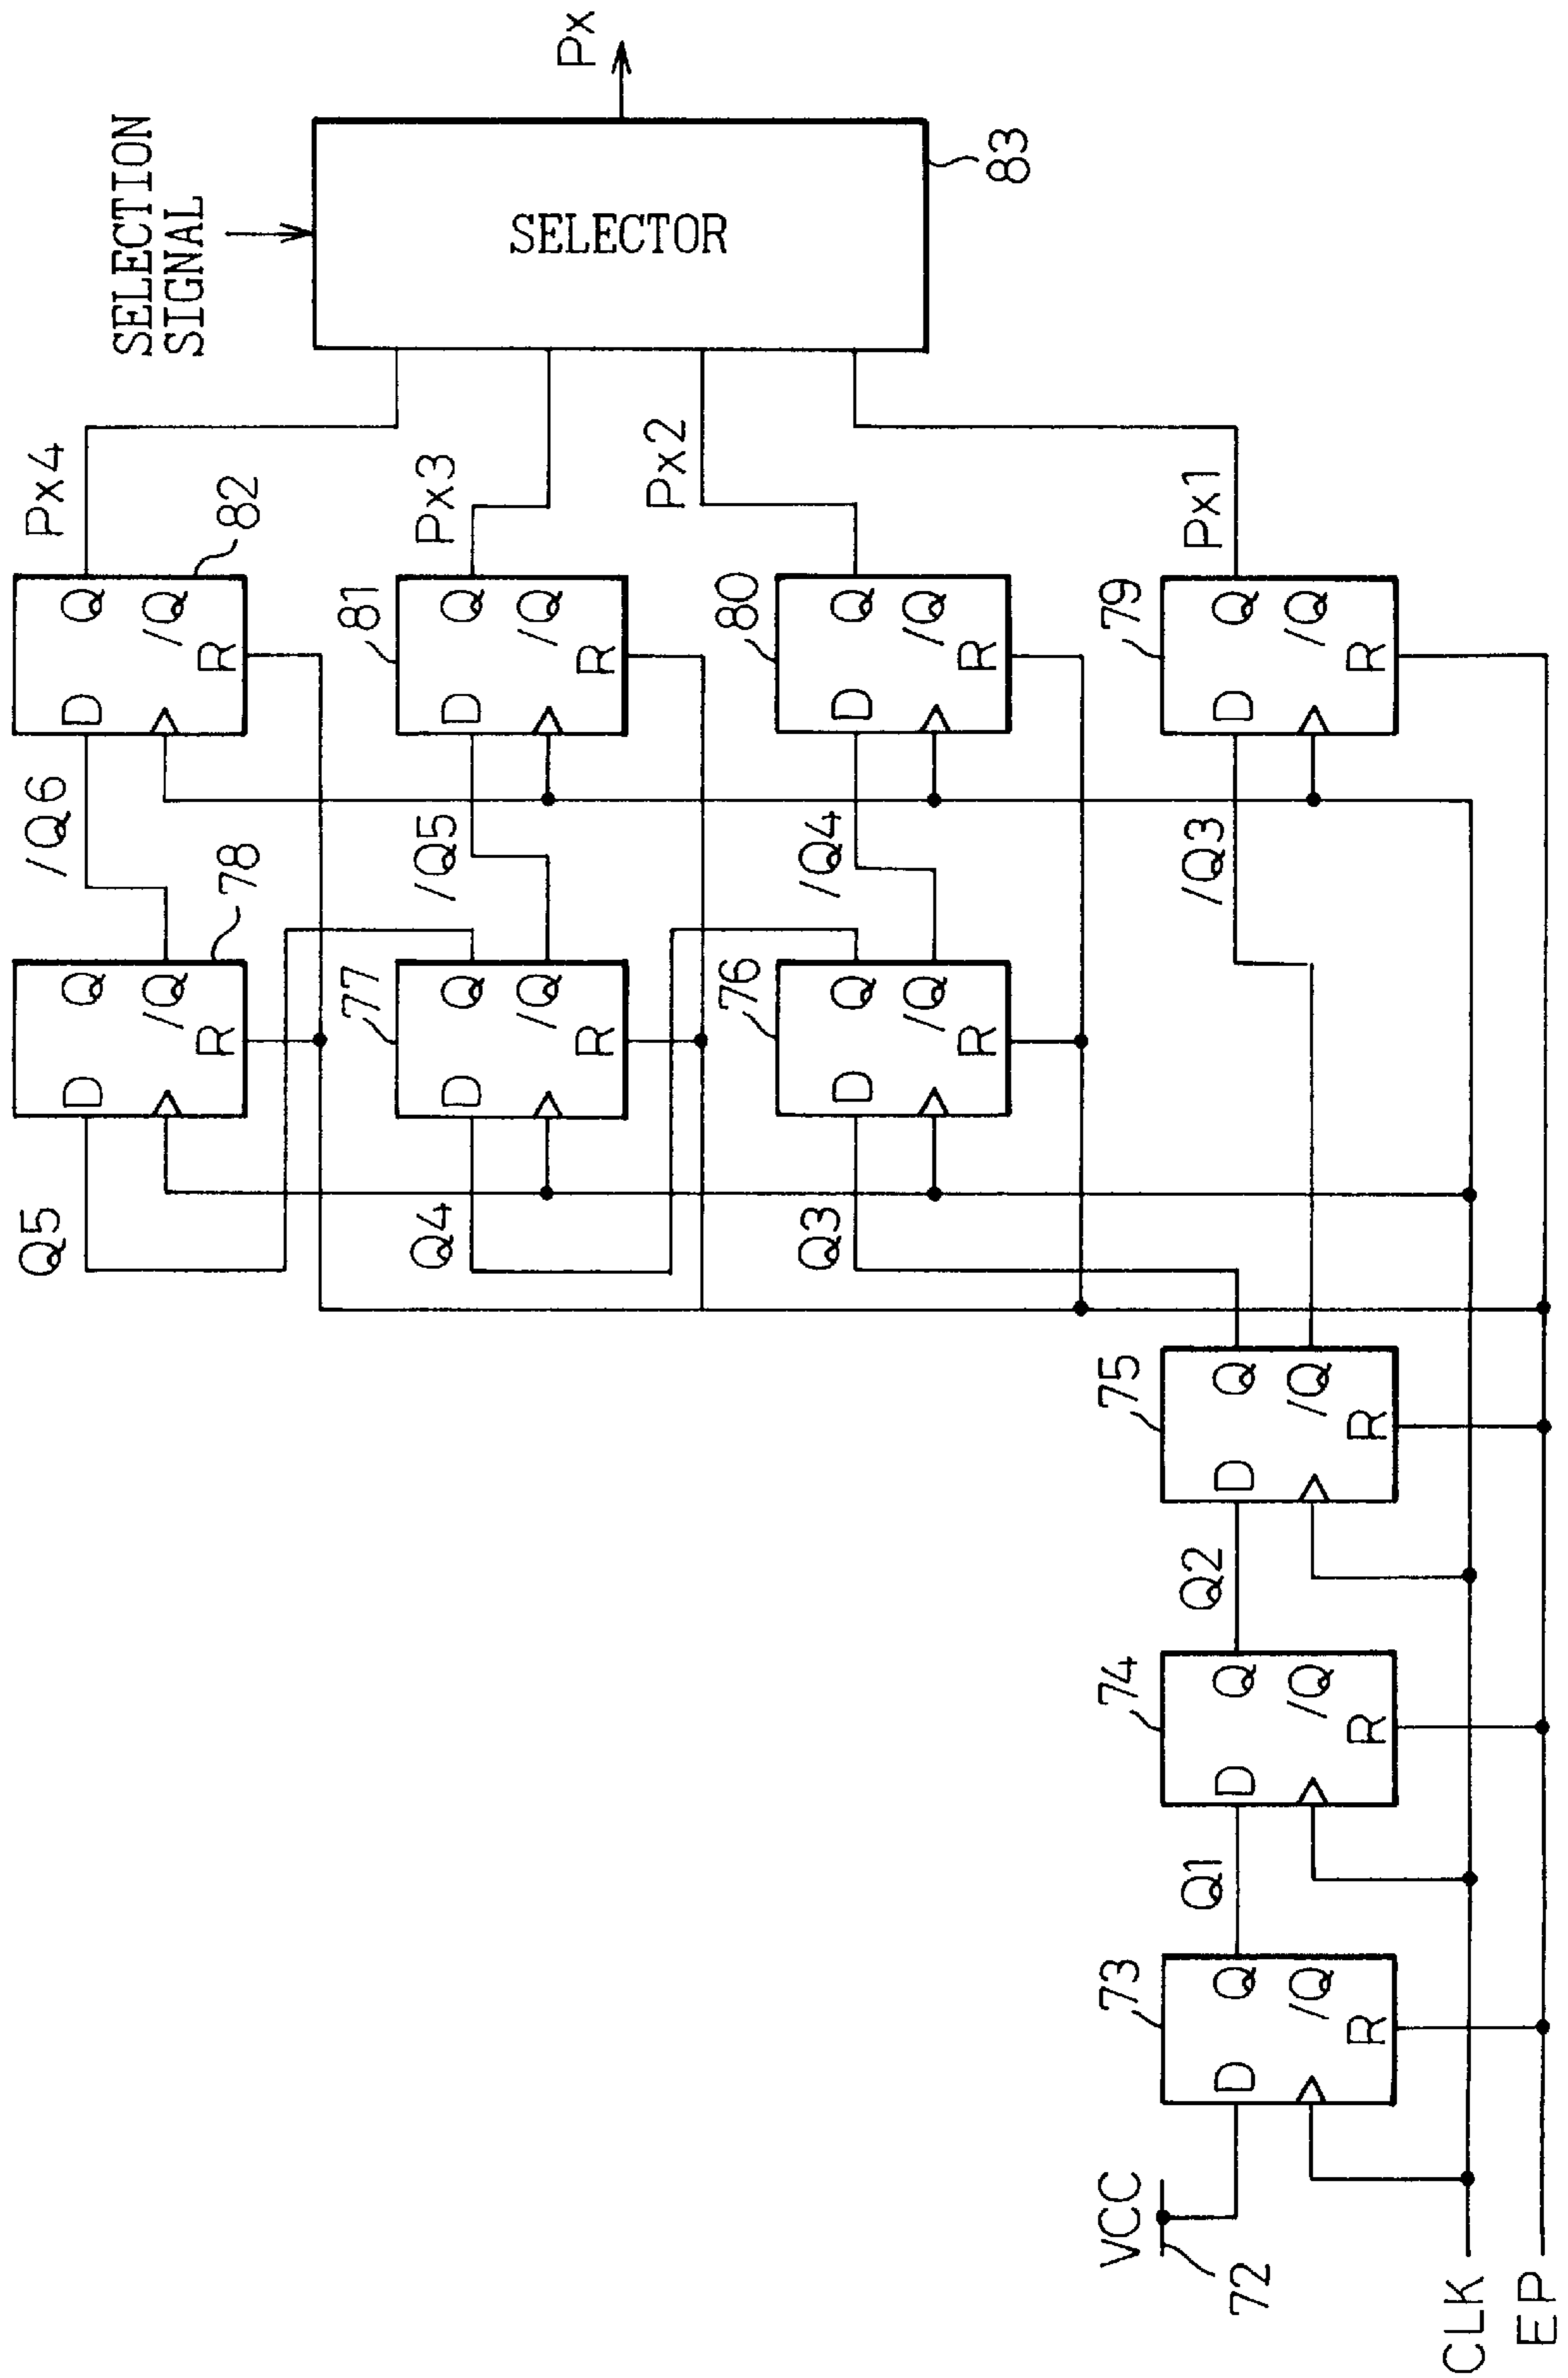 SELECTION
SIGNAL
Px
SELECTOR
83
Px4
Px3
Px2
Px1
Q
/Q
D
R
82
Q
/Q
D
R
81
Q
/Q
D
R
80
Q
/Q
D
R
79
/Q6
/Q5
/Q4
/Q3
Q
/Q
D
R
78
Q
/Q
D
R
77
Q
/Q
D
R
76
Q5
Q4
Q3
Q
/Q
D
R
75
Q2
Q
/Q
D
R
74
Q1
Q
/Q
D
R
73
VCC
72
CLK
EP